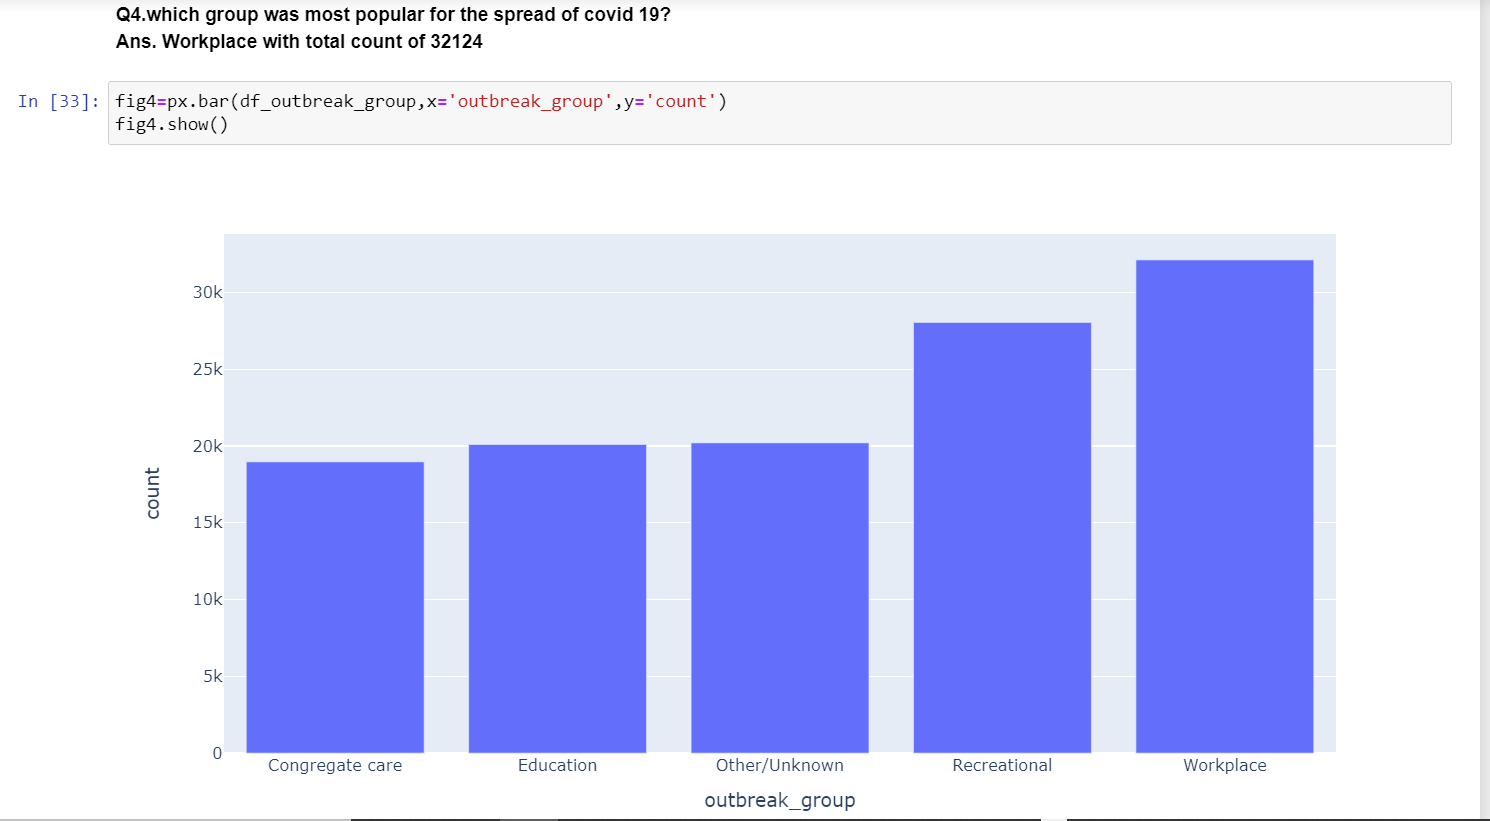 Q4.which group was most popular for the spread of covid 19?
Ans. Workplace with total count of 32124
In [33]: fig4=px.bar(df_outbreak_group,x='outbreak_group',y='count')
fig4.show()
30k
25k
20k
15k
10k
5k
0
count
Congregate care Education Other/Unknown Recreational Workplace
outbreak_group